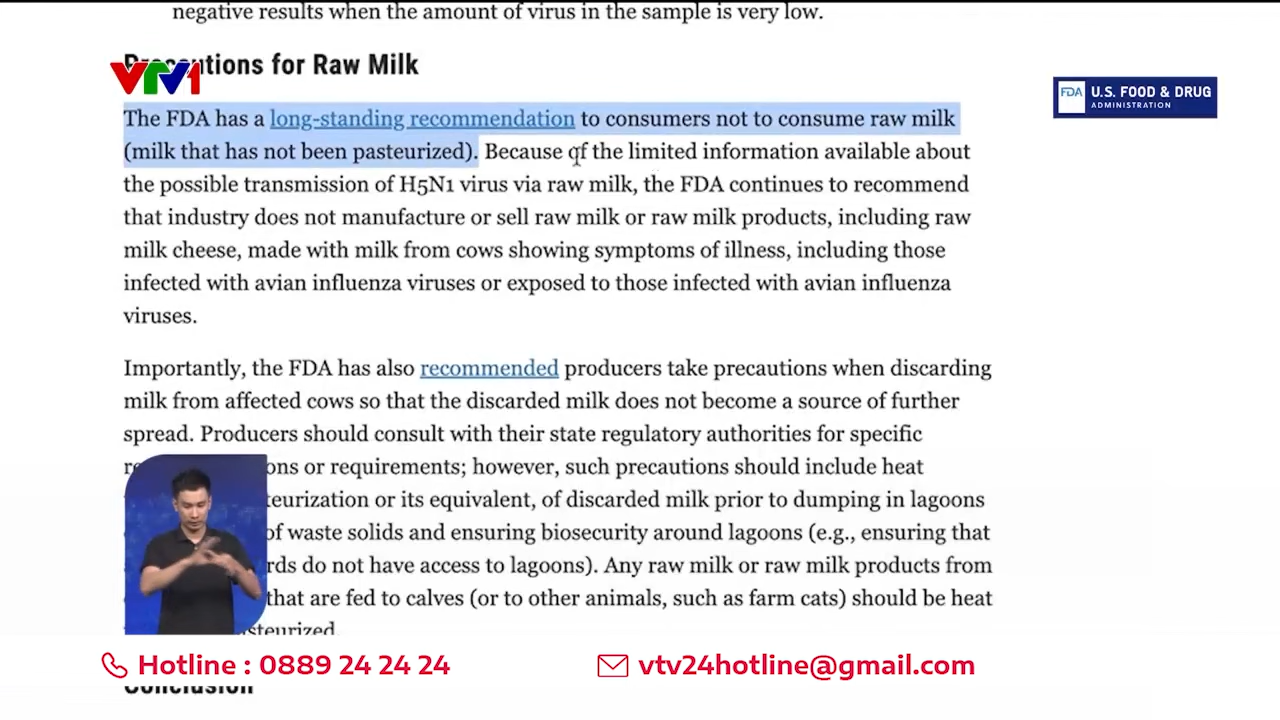 negative results when the amount of virus in the sample is very low.
Precautions for Raw Milk
VTV1
FDA U.S. FOOD & DRUG
ADMINISTRATION
The FDA has a long-standing recommendation to consumers not to consume raw milk
(milk that has not been pasteurized). Because of the limited information available about
the possible transmission of H5N1 virus via raw milk, the FDA continues to recommend
that industry does not manufacture or sell raw milk or raw milk products, including raw
milk cheese, made with milk from cows showing symptoms of illness, including those
infected with avian influenza viruses or exposed to those infected with avian influenza
viruses.
Importantly, the FDA has also recommended producers take precautions when discarding
milk from affected cows so that the discarded milk does not become a source of further
spread. Producers should consult with their state regulatory authorities for specific
or requirements; however, such precautions should include heat
of discarded milk prior to dumping in lagoons
of waste solids and ensuring biosecurity around lagoons (e.g., ensuring that
do not have access to lagoons). Any raw milk or raw milk products from
that are fed to calves (or to other animals, such as farm cats) should be heat
Hotline : 0889 24 24 24
vtv24hotline@gmail.com
Conclusion